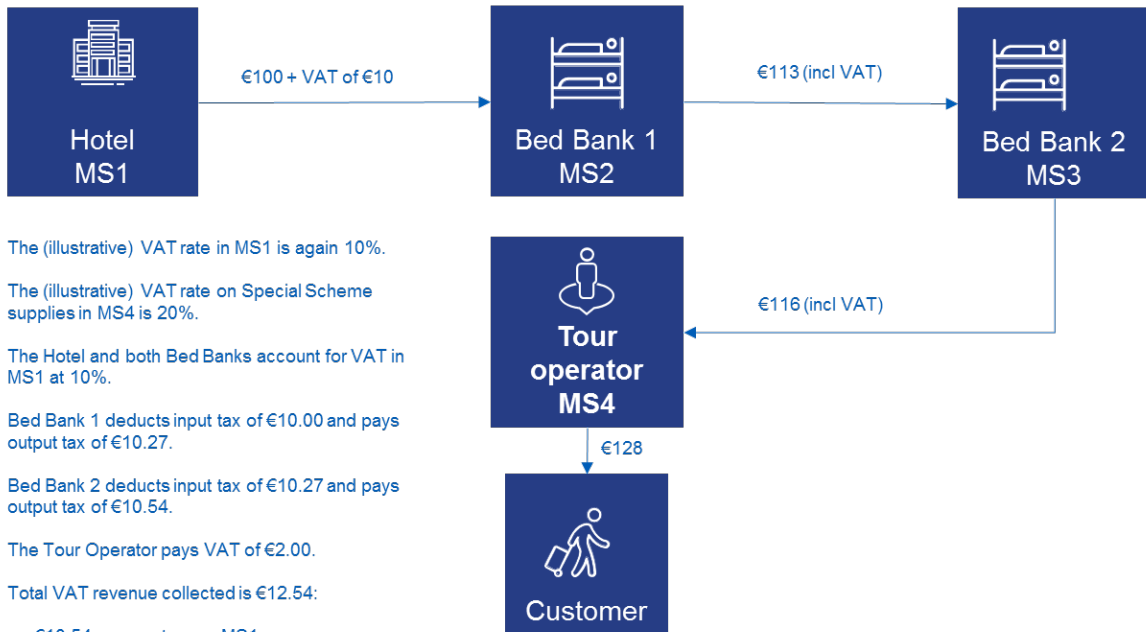 €100 + VAT of €10
€113 (incl VAT)
Hotel
MS1
Bed Bank 1
MS2
Bed Bank 2
MS3
The (illustrative) VAT rate in MS1 is again 10%.
The (illustrative) VAT rate on Special Scheme
supplies in MS4 is 20%.
The Hotel and both Bed Banks account for VAT in
MS1 at 10%.
Bed Bank 1 deducts input tax of €10.00 and pays
output tax of €10.27.
Bed Bank 2 deducts input tax of €10.27 and pays
output tax of €10.54.
The Tour Operator pays VAT of €2.00.
Total VAT revenue collected is €12.54:
€116 (incl VAT)
Tour
operator
MS4
€128
Customer